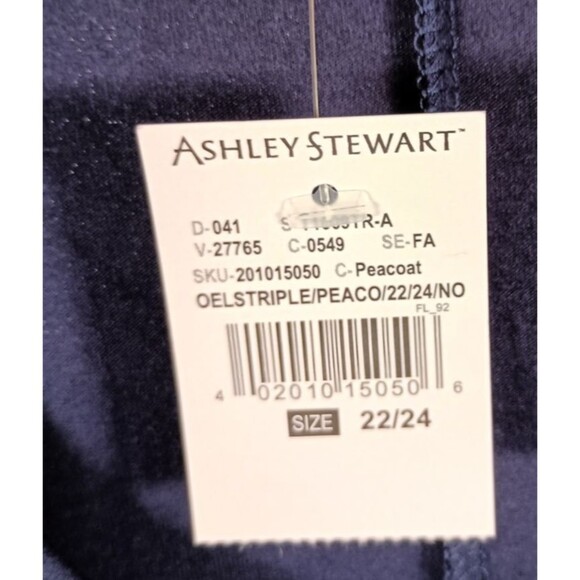 ASHLEY STEWART™
D-041
V-27765 C-0549 SE-FA
SKU-201015050 C-Peacoat
OELSTRIPLE/PEACO/22/24/NO
FL_92
4 02010 15050 6
SIZE 22/24